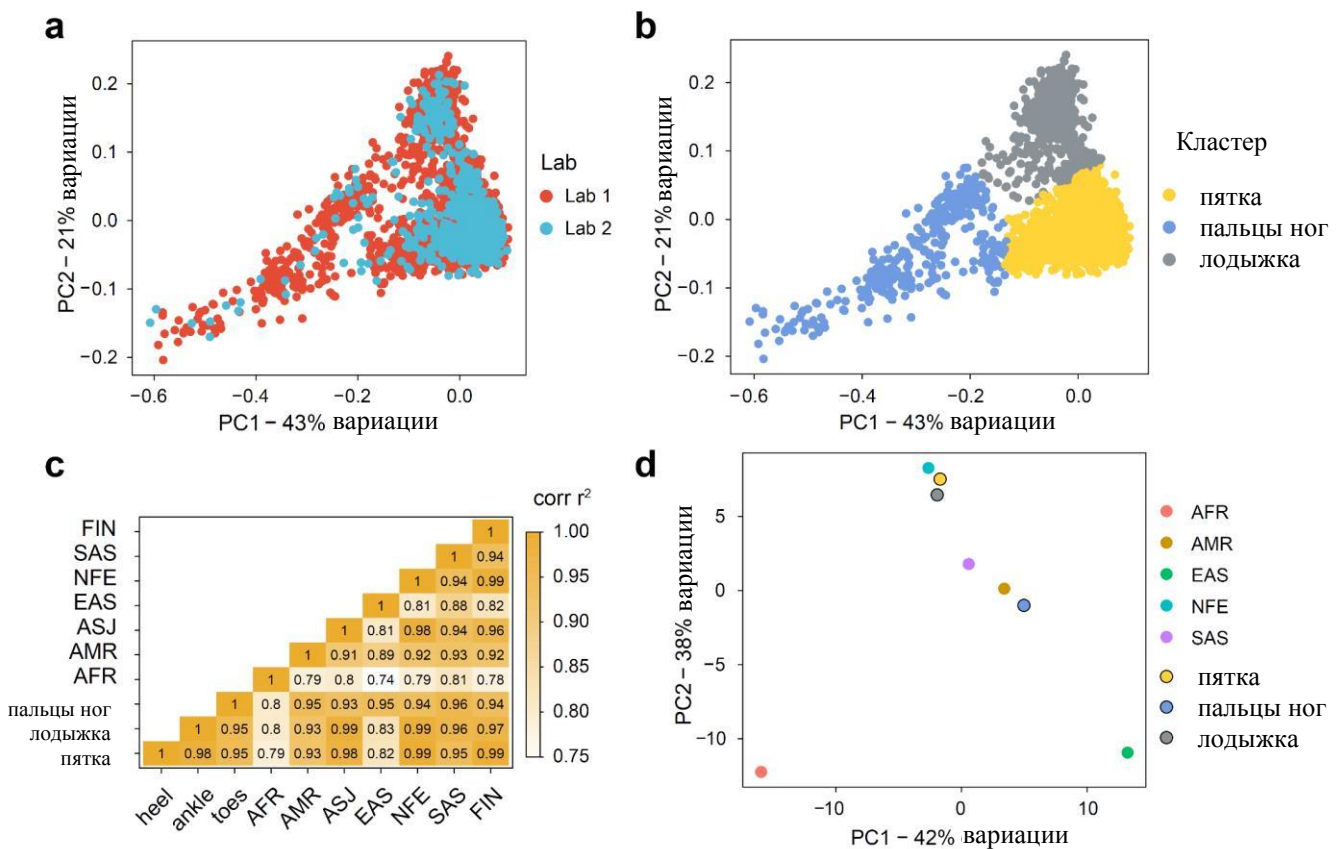 a
0.2
0.1
0.0
−0.1
−0.2
PC2 − 21% вариации
−0.6
−0.4
−0.2
0.0
PC1 − 43% вариации
Lab
Lab 1
Lab 2
b
0.2
0.1
0.0
−0.1
−0.2
PC2 − 21% вариации
−0.6
−0.4
−0.2
0.0
PC1 − 43% вариации
Кластер
пятка
пальцы ног
лодыжка
c
FIN 1
SAS 1 0.94
NFE 1 0.94 0.99
EAS 1 0.81 0.88 0.82
ASJ 1 0.81 0.98 0.94 0.96
AMR 1 0.91 0.89 0.92 0.93 0.92
AFR 1 0.79 0.8 0.74 0.79 0.81 0.78
пальцы ног 1 0.8 0.95 0.93 0.95 0.94 0.96 0.94
лодыжка 1 0.95 0.8 0.93 0.99 0.83 0.99 0.96 0.97
пятка 1 0.98 0.95 0.79 0.93 0.98 0.82 0.99 0.95 0.99
heel ankle toes AFR AMR ASJ EAS NFE SAS FIN
corr r²
1.00
0.95
0.90
0.85
0.80
0.75
d
5
0
−5
−10
PC2 − 38% вариации
−10
0
10
PC1 − 42% вариации
AFR
AMR
EAS
NFE
SAS
пятка
пальцы ног
лодыжка